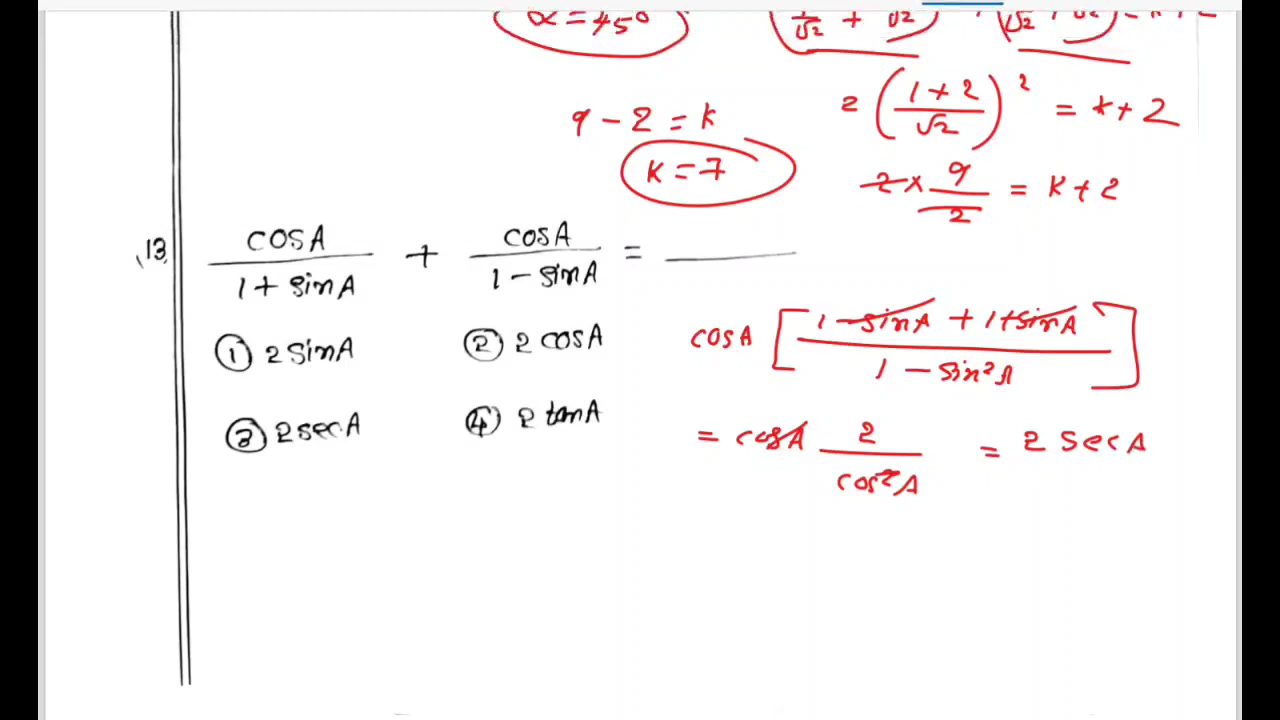 α = 45°
9 - 2 = k
k = 7
2 ( (1 + 2) / √2 )² = k + 2
2 × 9/2 = k + 2
13. cosA / (1 + sinA) + cosA / (1 - sinA) = ______
① 2 sinA ② 2 cosA
③ 2 secA ④ 2 tanA
cosA [ (1 - sinA + 1 + sinA) / (1 - sin²A) ]
= cosA 2 / cos²A = 2 secA